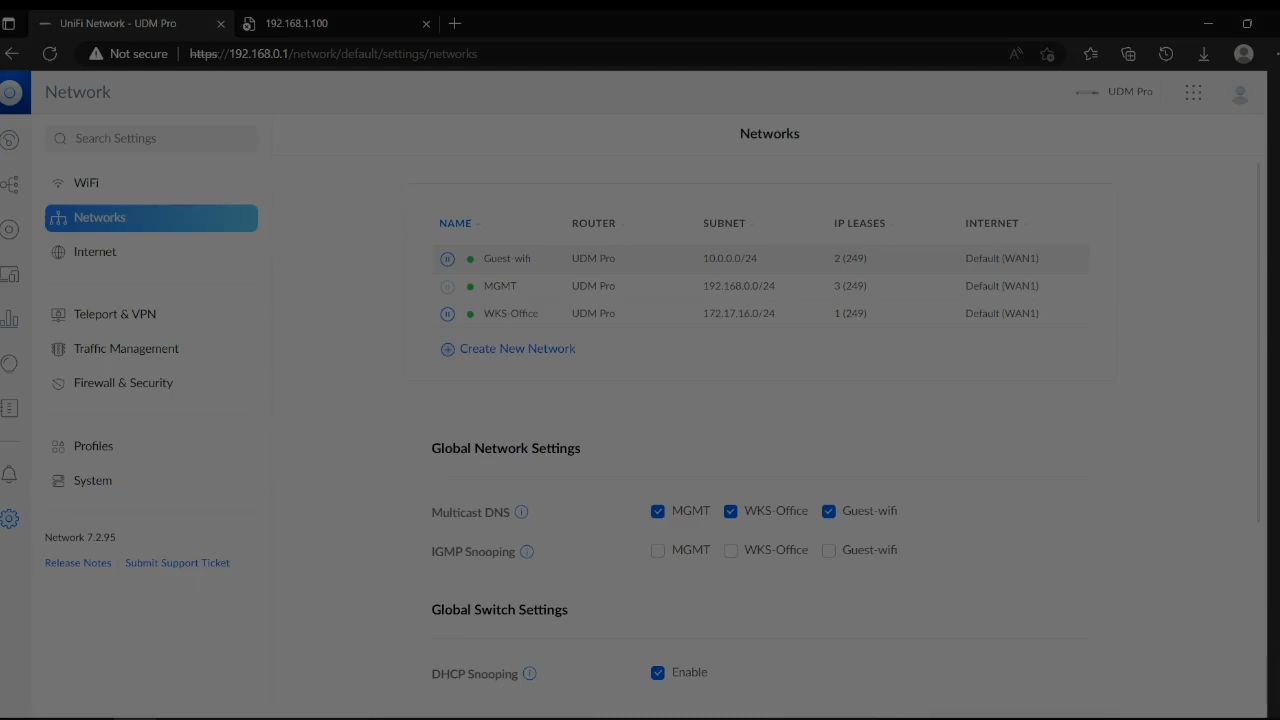 UniFi Network - UDM Pro
192.168.1.100
Not secure
https://192.168.0.1/network/default/settings/networks
Network
UDM Pro
Search Settings
Networks
WiFi
Networks
Internet
Teleport & VPN
Traffic Management
Firewall & Security
Profiles
System
Network 7.2.95
Release Notes Submit Support Ticket
NAME ROUTER SUBNET IP LEASES INTERNET
Guest-wifi UDM Pro 10.0.0.0/24 2 (249) Default (WAN1)
MGMT UDM Pro 192.168.0.0/24 3 (249) Default (WAN1)
WKS-Office UDM Pro 172.17.16.0/24 1 (249) Default (WAN1)
Create New Network
Global Network Settings
Multicast DNS MGMT WKS-Office Guest-wifi
IGMP Snooping MGMT WKS-Office Guest-wifi
Global Switch Settings
DHCP Snooping Enable